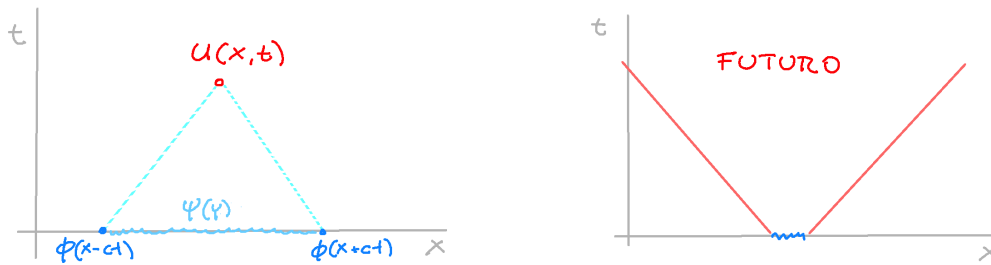 t
u(x,t)
ψ(y)
ϕ(x-ct)
ϕ(x+ct)
x
t
FUTURO
x